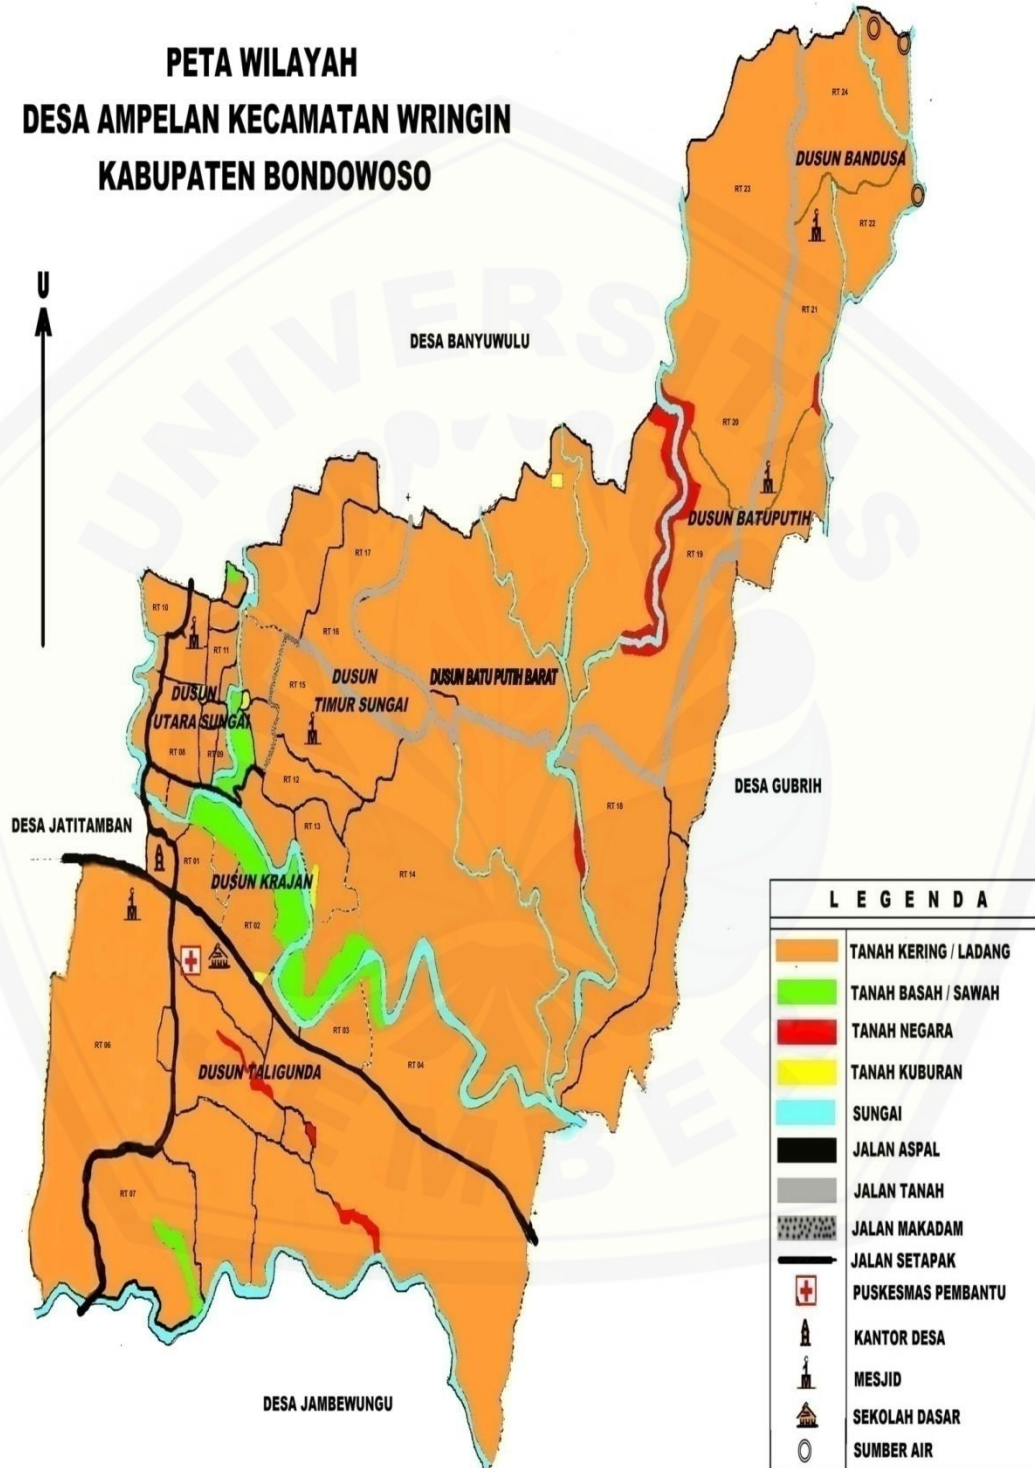 PETA WILAYAH
DESA AMPELAN KECAMATAN WRINGIN
KABUPATEN BONDOWOSO
U
UNIVERSITAS
JEMBER
RT 24
DUSUN BANDUSA
RT 23
RT 22
RT 21
DESA BANYUWULU
RT 20
DUSUN BATUPUTIH
RT 19
RT 17
RT 10
RT 16
RT 11
RT 15
DUSUN
TIMUR SUNGAI
DUSUN BATU PUTIH BARAT
DUSUN
UTARA SUNGAI
RT 08
RT 09
RT 12
DESA GUBRIH
RT 18
DESA JATITAMBAN
RT 13
RT 01
RT 14
DUSUN KRAJAN
RT 02
RT 03
RT 06
RT 04
DUSUN TALIGUNDA
RT 07
DESA JAMBEWUNGU
L E G E N D A
TANAH KERING / LADANG
TANAH BASAH / SAWAH
TANAH NEGARA
TANAH KUBURAN
SUNGAI
JALAN ASPAL
JALAN TANAH
JALAN MAKADAM
JALAN SETAPAK
PUSKESMAS PEMBANTU
KANTOR DESA
MESJID
SEKOLAH DASAR
SUMBER AIR